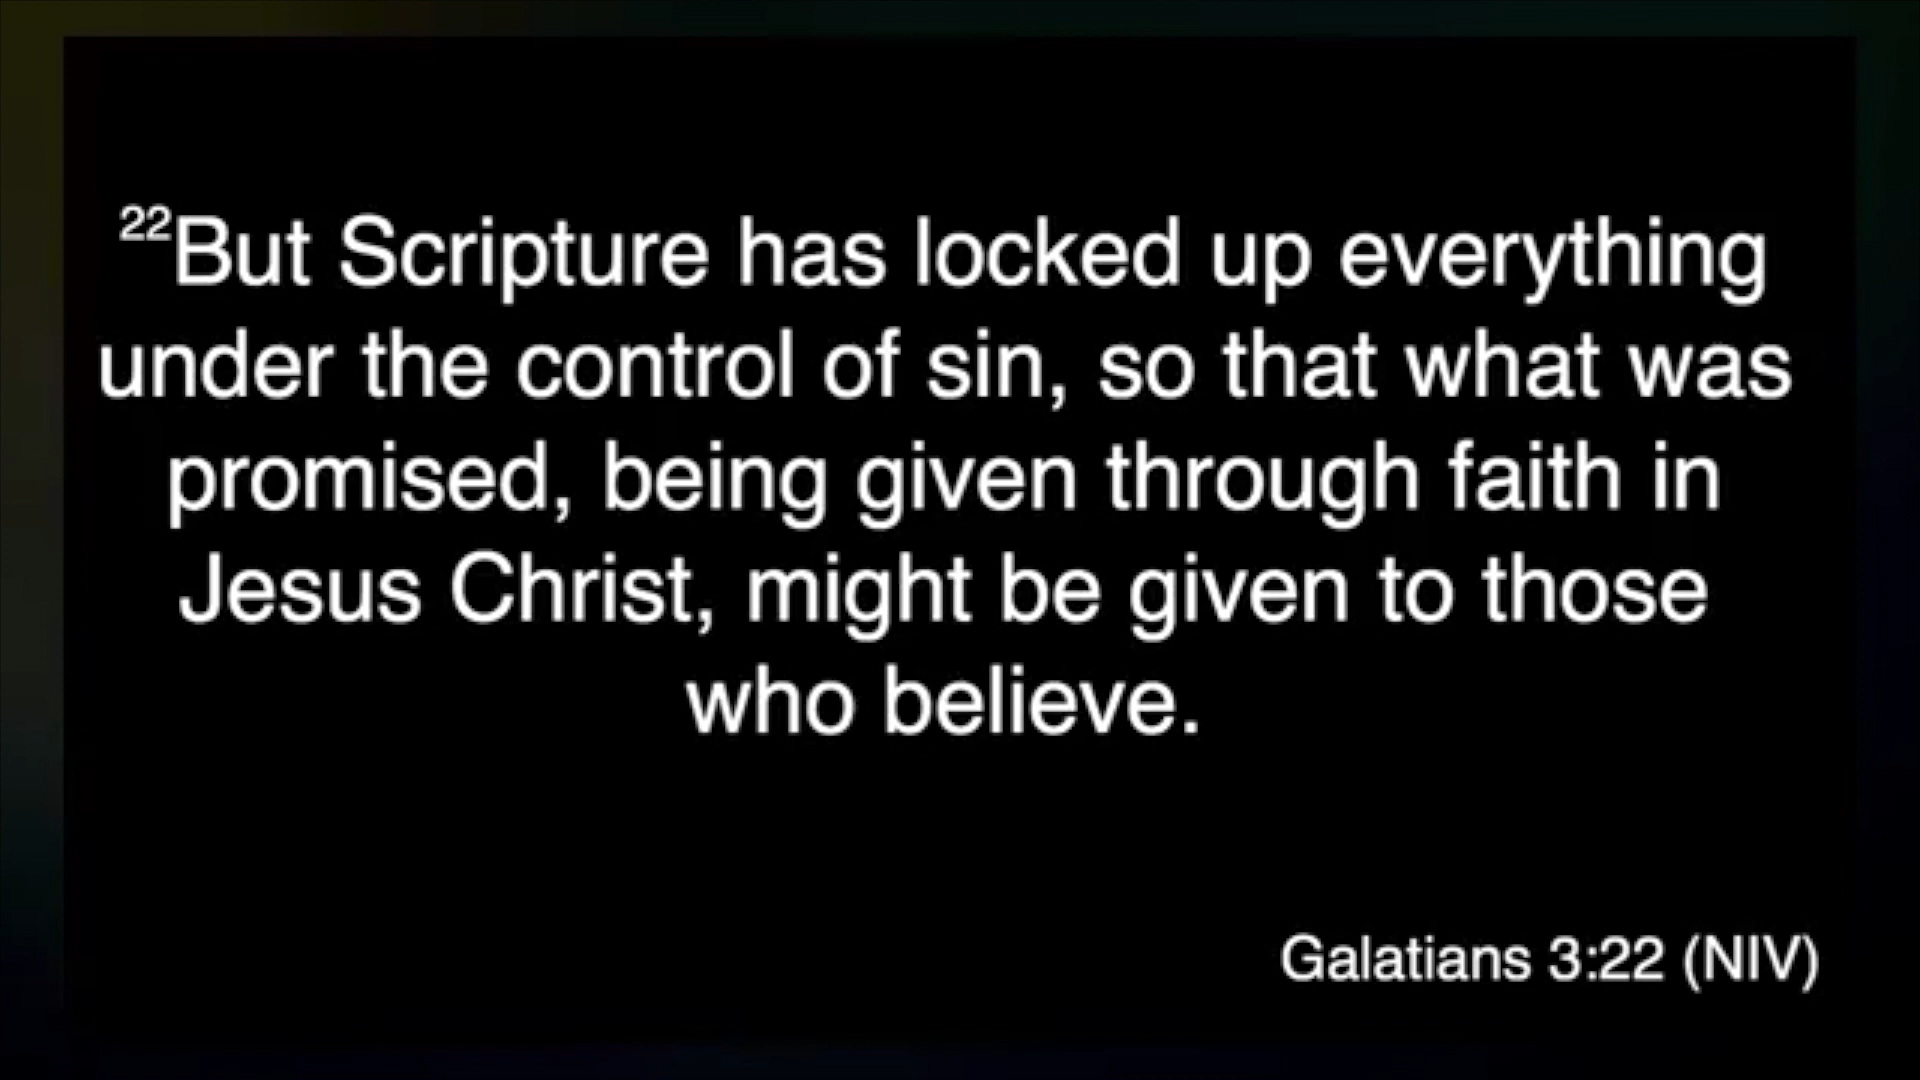 22But Scripture has locked up everything
under the control of sin, so that what was
promised, being given through faith in
Jesus Christ, might be given to those
who believe.
Galatians 3:22 (NIV)